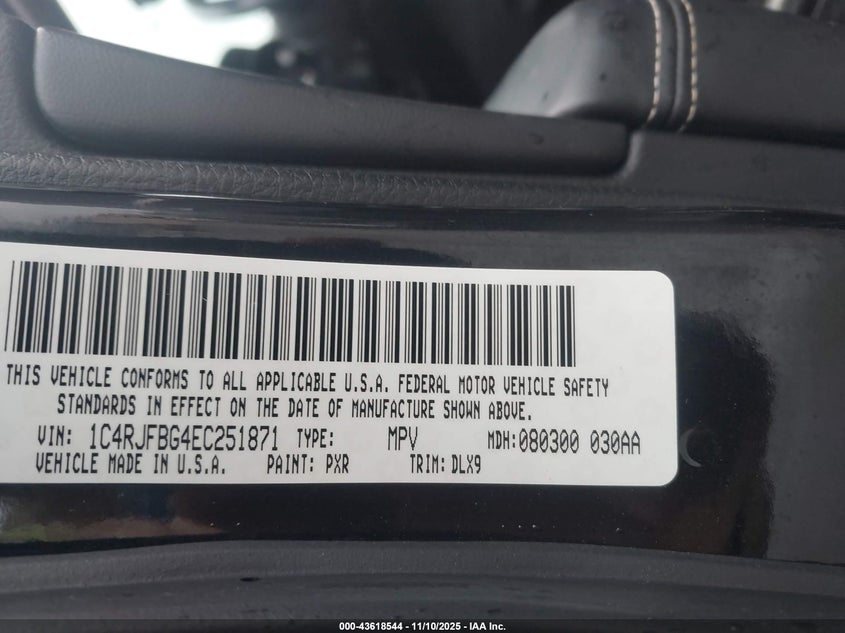 THIS VEHICLE CONFORMS TO ALL APPLICABLE U.S.A. FEDERAL MOTOR VEHICLE SAFETY
STANDARDS IN EFFECT ON THE DATE OF MANUFACTURE SHOWN ABOVE.
VIN: 1C4RJFBG4EC251871 TYPE: MPV MDH:080300 030AA
VEHICLE MADE IN U.S.A. PAINT: PXR TRIM: DLX9
000-43618544 - 11/10/2025 - IAA Inc.